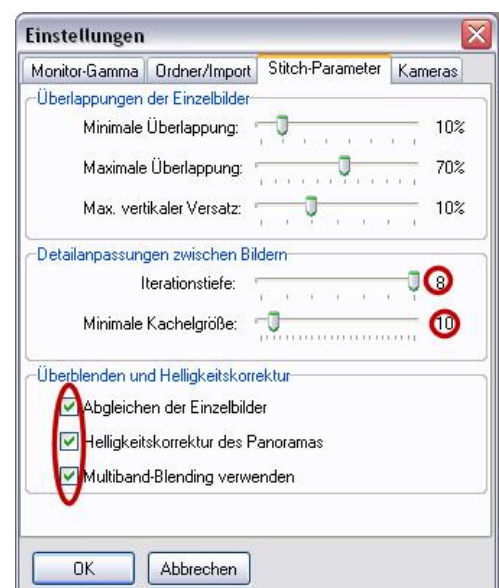 Einstellungen
Monitor-Gamma Ordner/Import Stitch-Parameter Kameras
Überlappungen der Einzelbilder
Minimale Überlappung: 10%
Maximale Überlappung: 70%
Max. vertikaler Versatz: 10%
Detailanpassungen zwischen Bildern
Iterationstiefe: 8
Minimale Kachelgröße: 10
Überblenden und Helligkeitskorrektur
Abgleichen der Einzelbilder
Helligkeitskorrektur des Panoramas
Multiband-Blending verwenden
OK Abbrechen